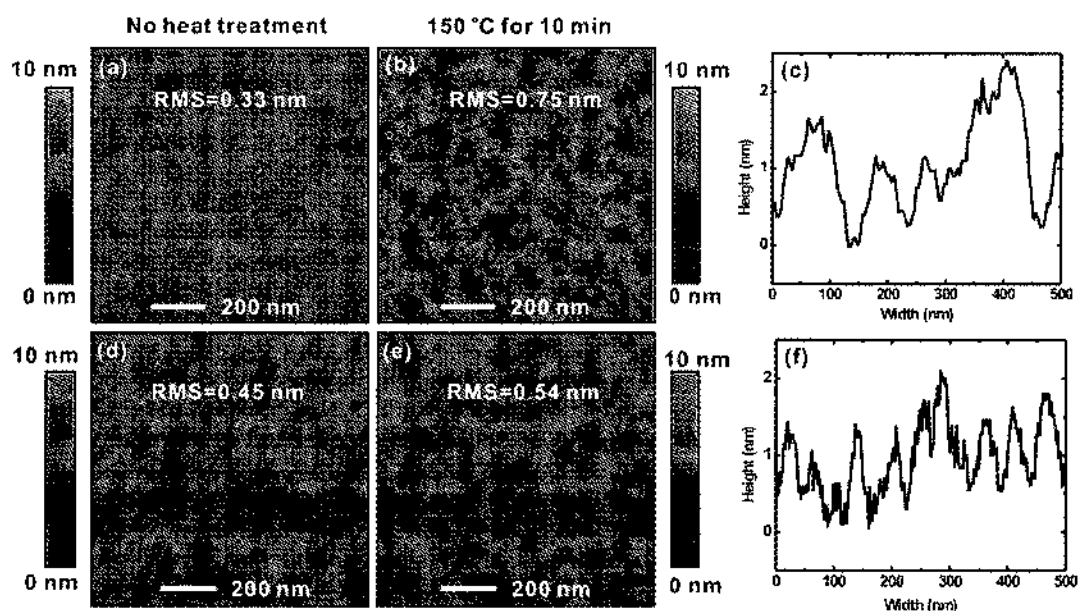 No heat treatment
150 °C for 10 min
10 nm
(a)
RMS=0.33 nm
200 nm
0 nm
(b)
RMS=0.75 nm
200 nm
10 nm
0 nm
(c)
Height (nm)
2
1
0
0 100 200 300 400 500
Width (nm)
10 nm
(d)
RMS=0.45 nm
200 nm
0 nm
(e)
RMS=0.54 nm
200 nm
10 nm
0 nm
(f)
Height (nm)
2
1
0
0 100 200 300 400 500
Width (nm)